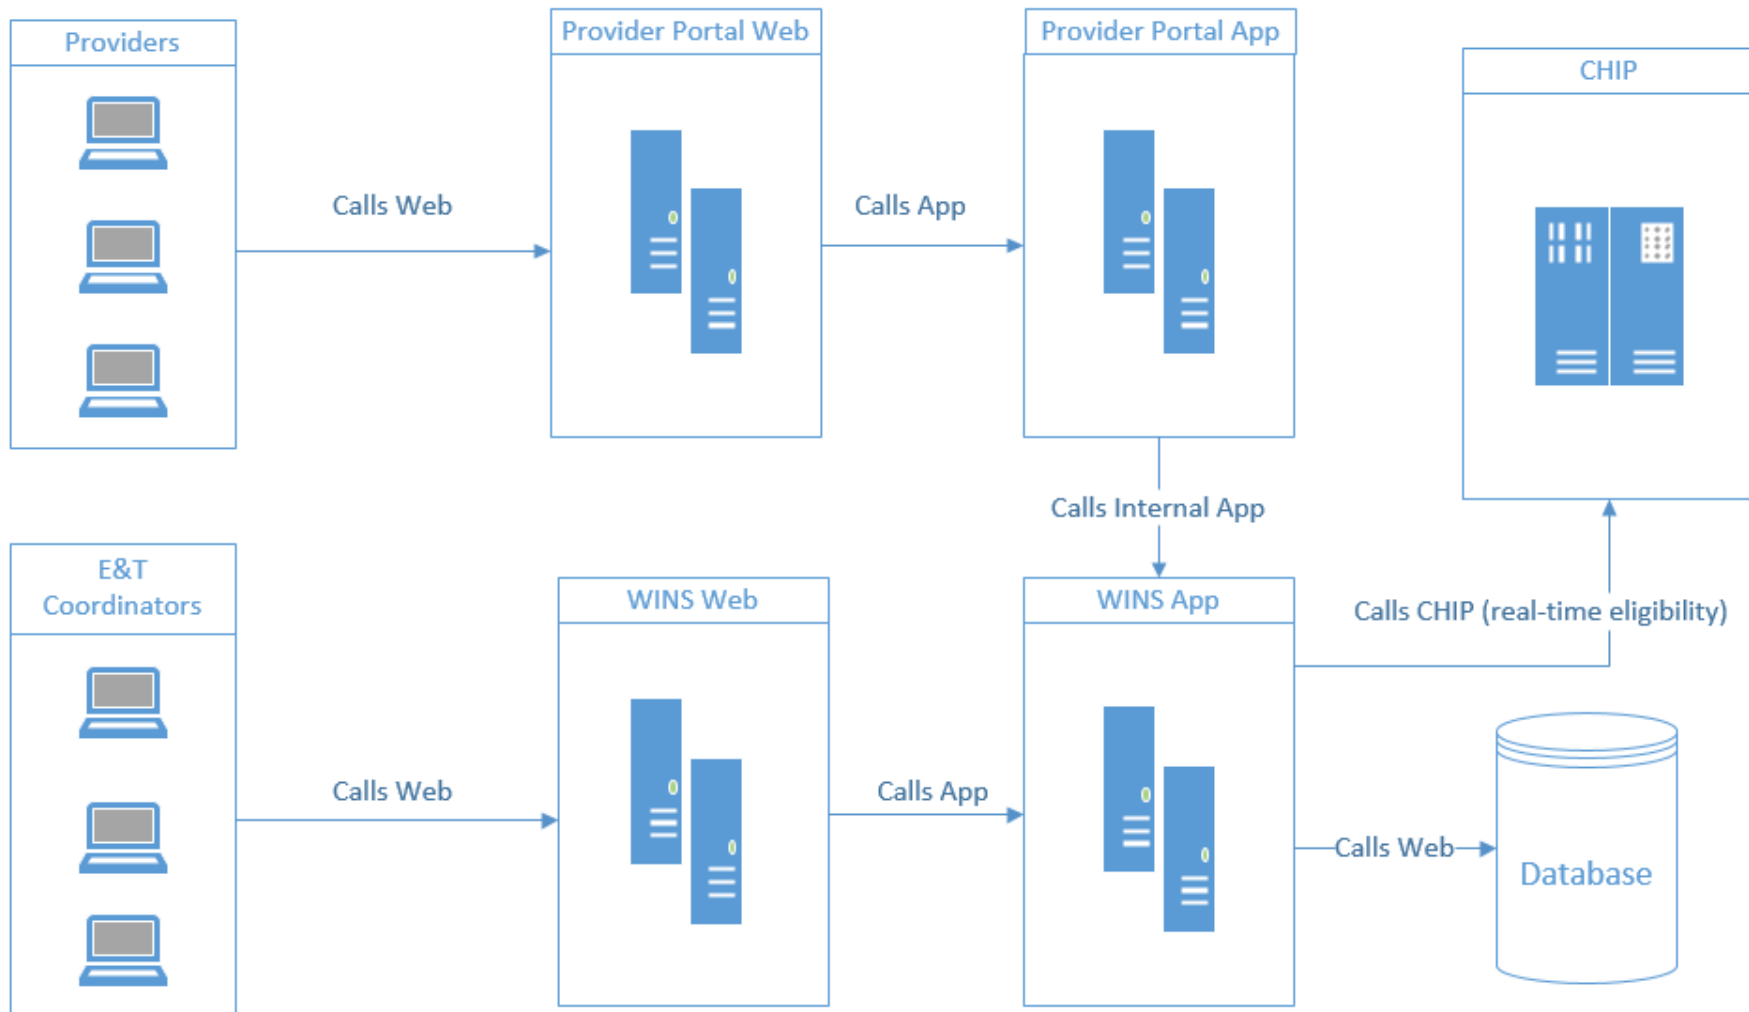 Providers
Provider Portal Web
Provider Portal App
CHIP
Calls Web
Calls App
Calls Internal App
E&T
Coordinators
WINS Web
WINS App
Calls CHIP (real-time eligibility)
Calls Web
Calls App
Calls Web
Database